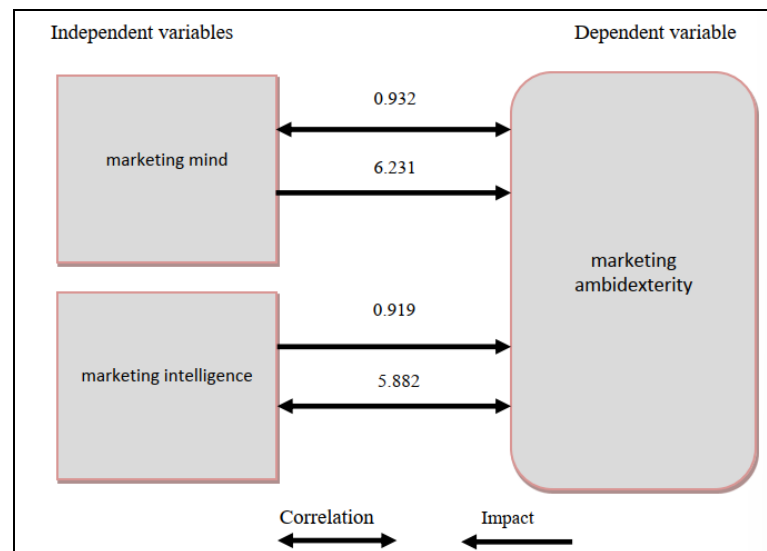 Independent variables
Dependent variable
0.932
marketing mind
6.231
marketing
ambidexterity
0.919
marketing intelligence
5.882
Correlation
Impact